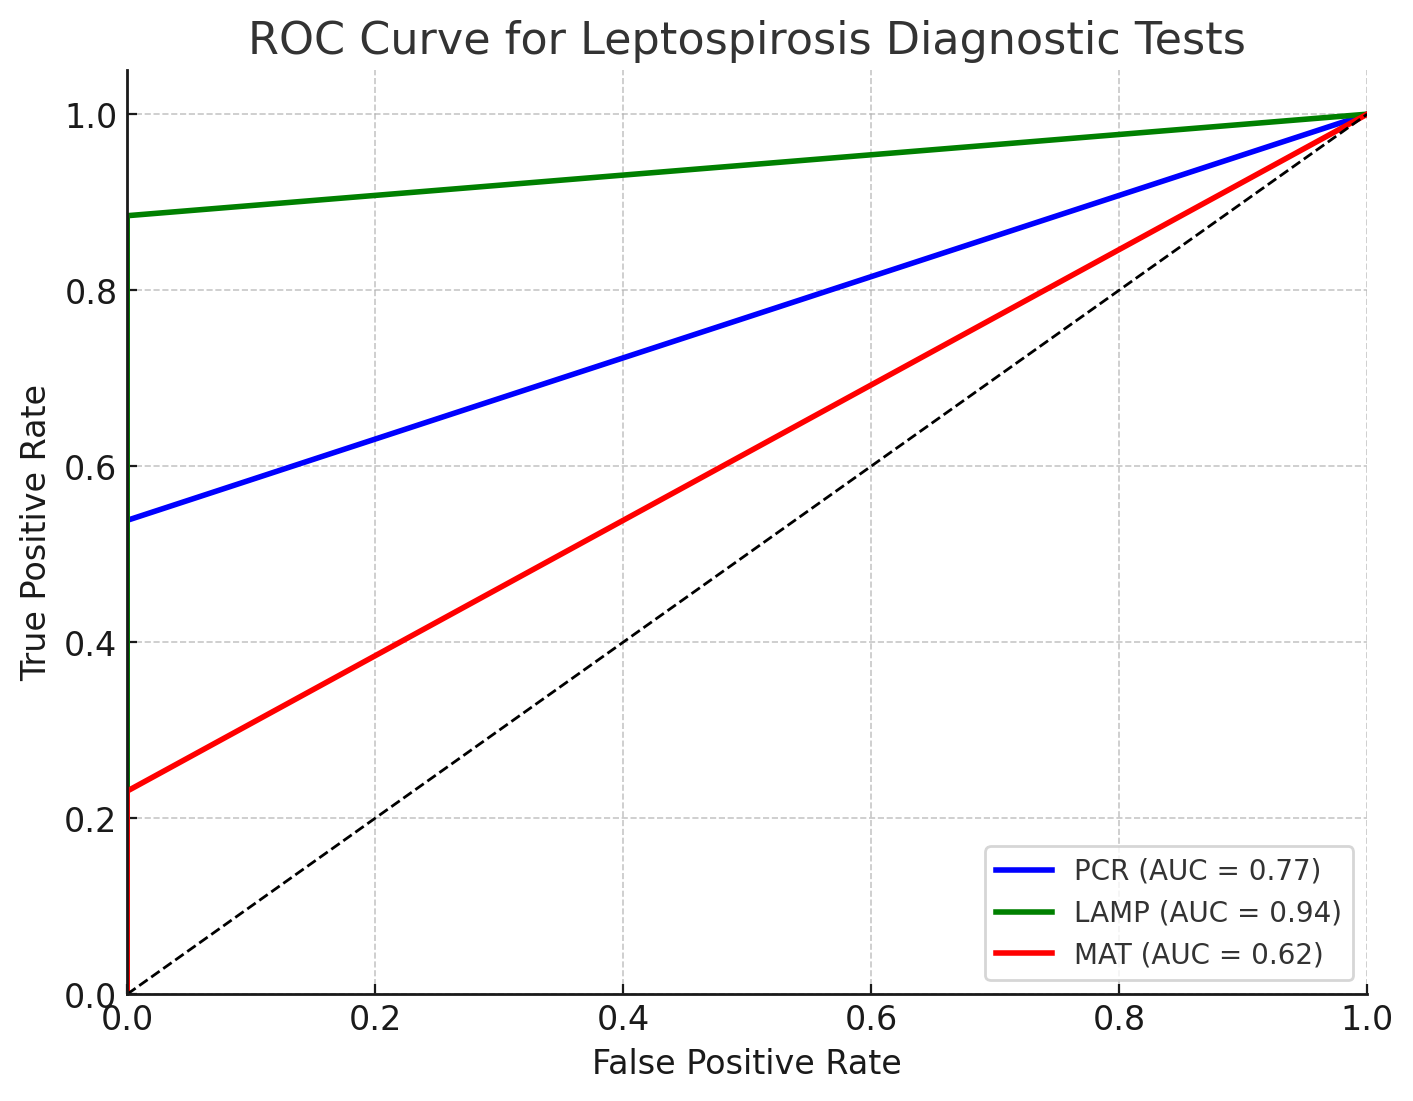 ROC Curve for Leptospirosis Diagnostic Tests
True Positive Rate
1.0
0.8
0.6
0.4
0.2
0.0
0.0 0.2 0.4 0.6 0.8 1.0
False Positive Rate
PCR (AUC = 0.77)
LAMP (AUC = 0.94)
MAT (AUC = 0.62)